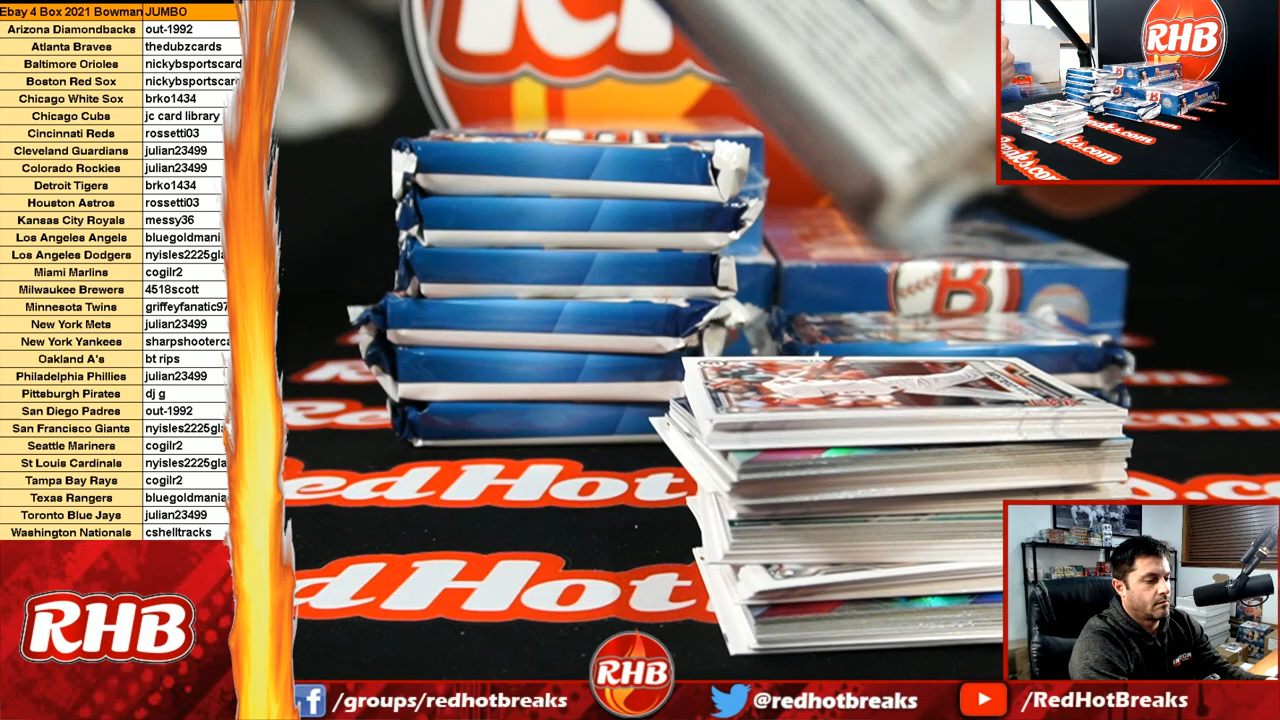 Ebay 4 Box 2021 Bowman JUMBO
Arizona Diamondbacks out-1992
Atlanta Braves thedubzcards
Baltimore Orioles nickybsportscard
Boston Red Sox nickybsportscard
Chicago White Sox brko1434
Chicago Cubs jc card library
Cincinnati Reds rossetti03
Cleveland Guardians julian23499
Colorado Rockies julian23499
Detroit Tigers brko1434
Houston Astros rossetti03
Kansas City Royals messy36
Los Angeles Angels bluegoldmani
Los Angeles Dodgers nyisles2225gla
Miami Marlins cogilr2
Milwaukee Brewers 4518scott
Minnesota Twins griffeyfanatic97
New York Mets julian23499
New York Yankees sharpshooterca
Oakland A's bt rips
Philadelphia Phillies julian23499
Pittsburgh Pirates dj g
San Diego Padres out-1992
San Francisco Giants nyisles2225gla
Seattle Mariners cogilr2
St Louis Cardinals nyisles2225gla
Tampa Bay Rays cogilr2
Texas Rangers bluegoldmania
Toronto Blue Jays julian23499
Washington Nationals cshelltracks
RHB
RHB
B
edHot
dHot
RHB
/groups/redhotbreaks
@redhotbreaks
/RedHotBreaks